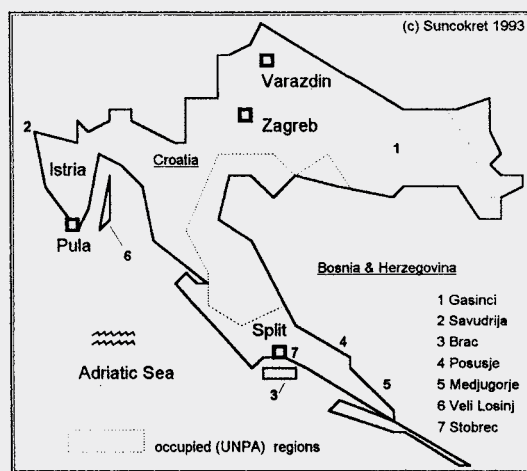 (c) Suncokret 1993
Varazdin
Zagreb
2
1
Croatia
Istria
Pula
6
Bosnia & Herzegovina
1 Gasinci
2 Savudrija
3 Brac
4 Posusje
5 Medjugorje
6 Veli Losinj
7 Stobrec
Split
7
4
3
5
Adriatic Sea
occupied (UNPA) regions